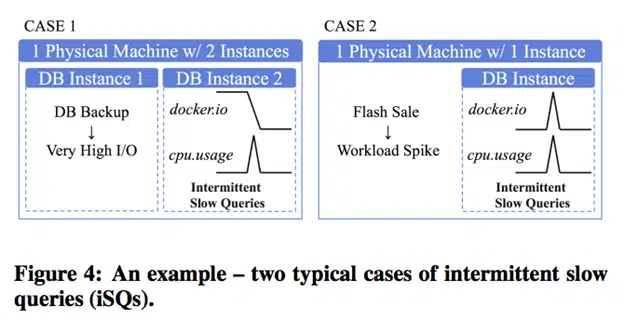 CASE 1
1 Physical Machine w/ 2 Instances
DB Instance 1
DB Backup
↓
Very High I/O
DB Instance 2
docker.io
cpu.usage
Intermittent
Slow Queries
CASE 2
1 Physical Machine w/ 1 Instance
Flash Sale
↓
Workload Spike
DB Instance
docker.io
cpu.usage
Intermittent
Slow Queries
Figure 4: An example – two typical cases of intermittent slow
queries (iSQs).